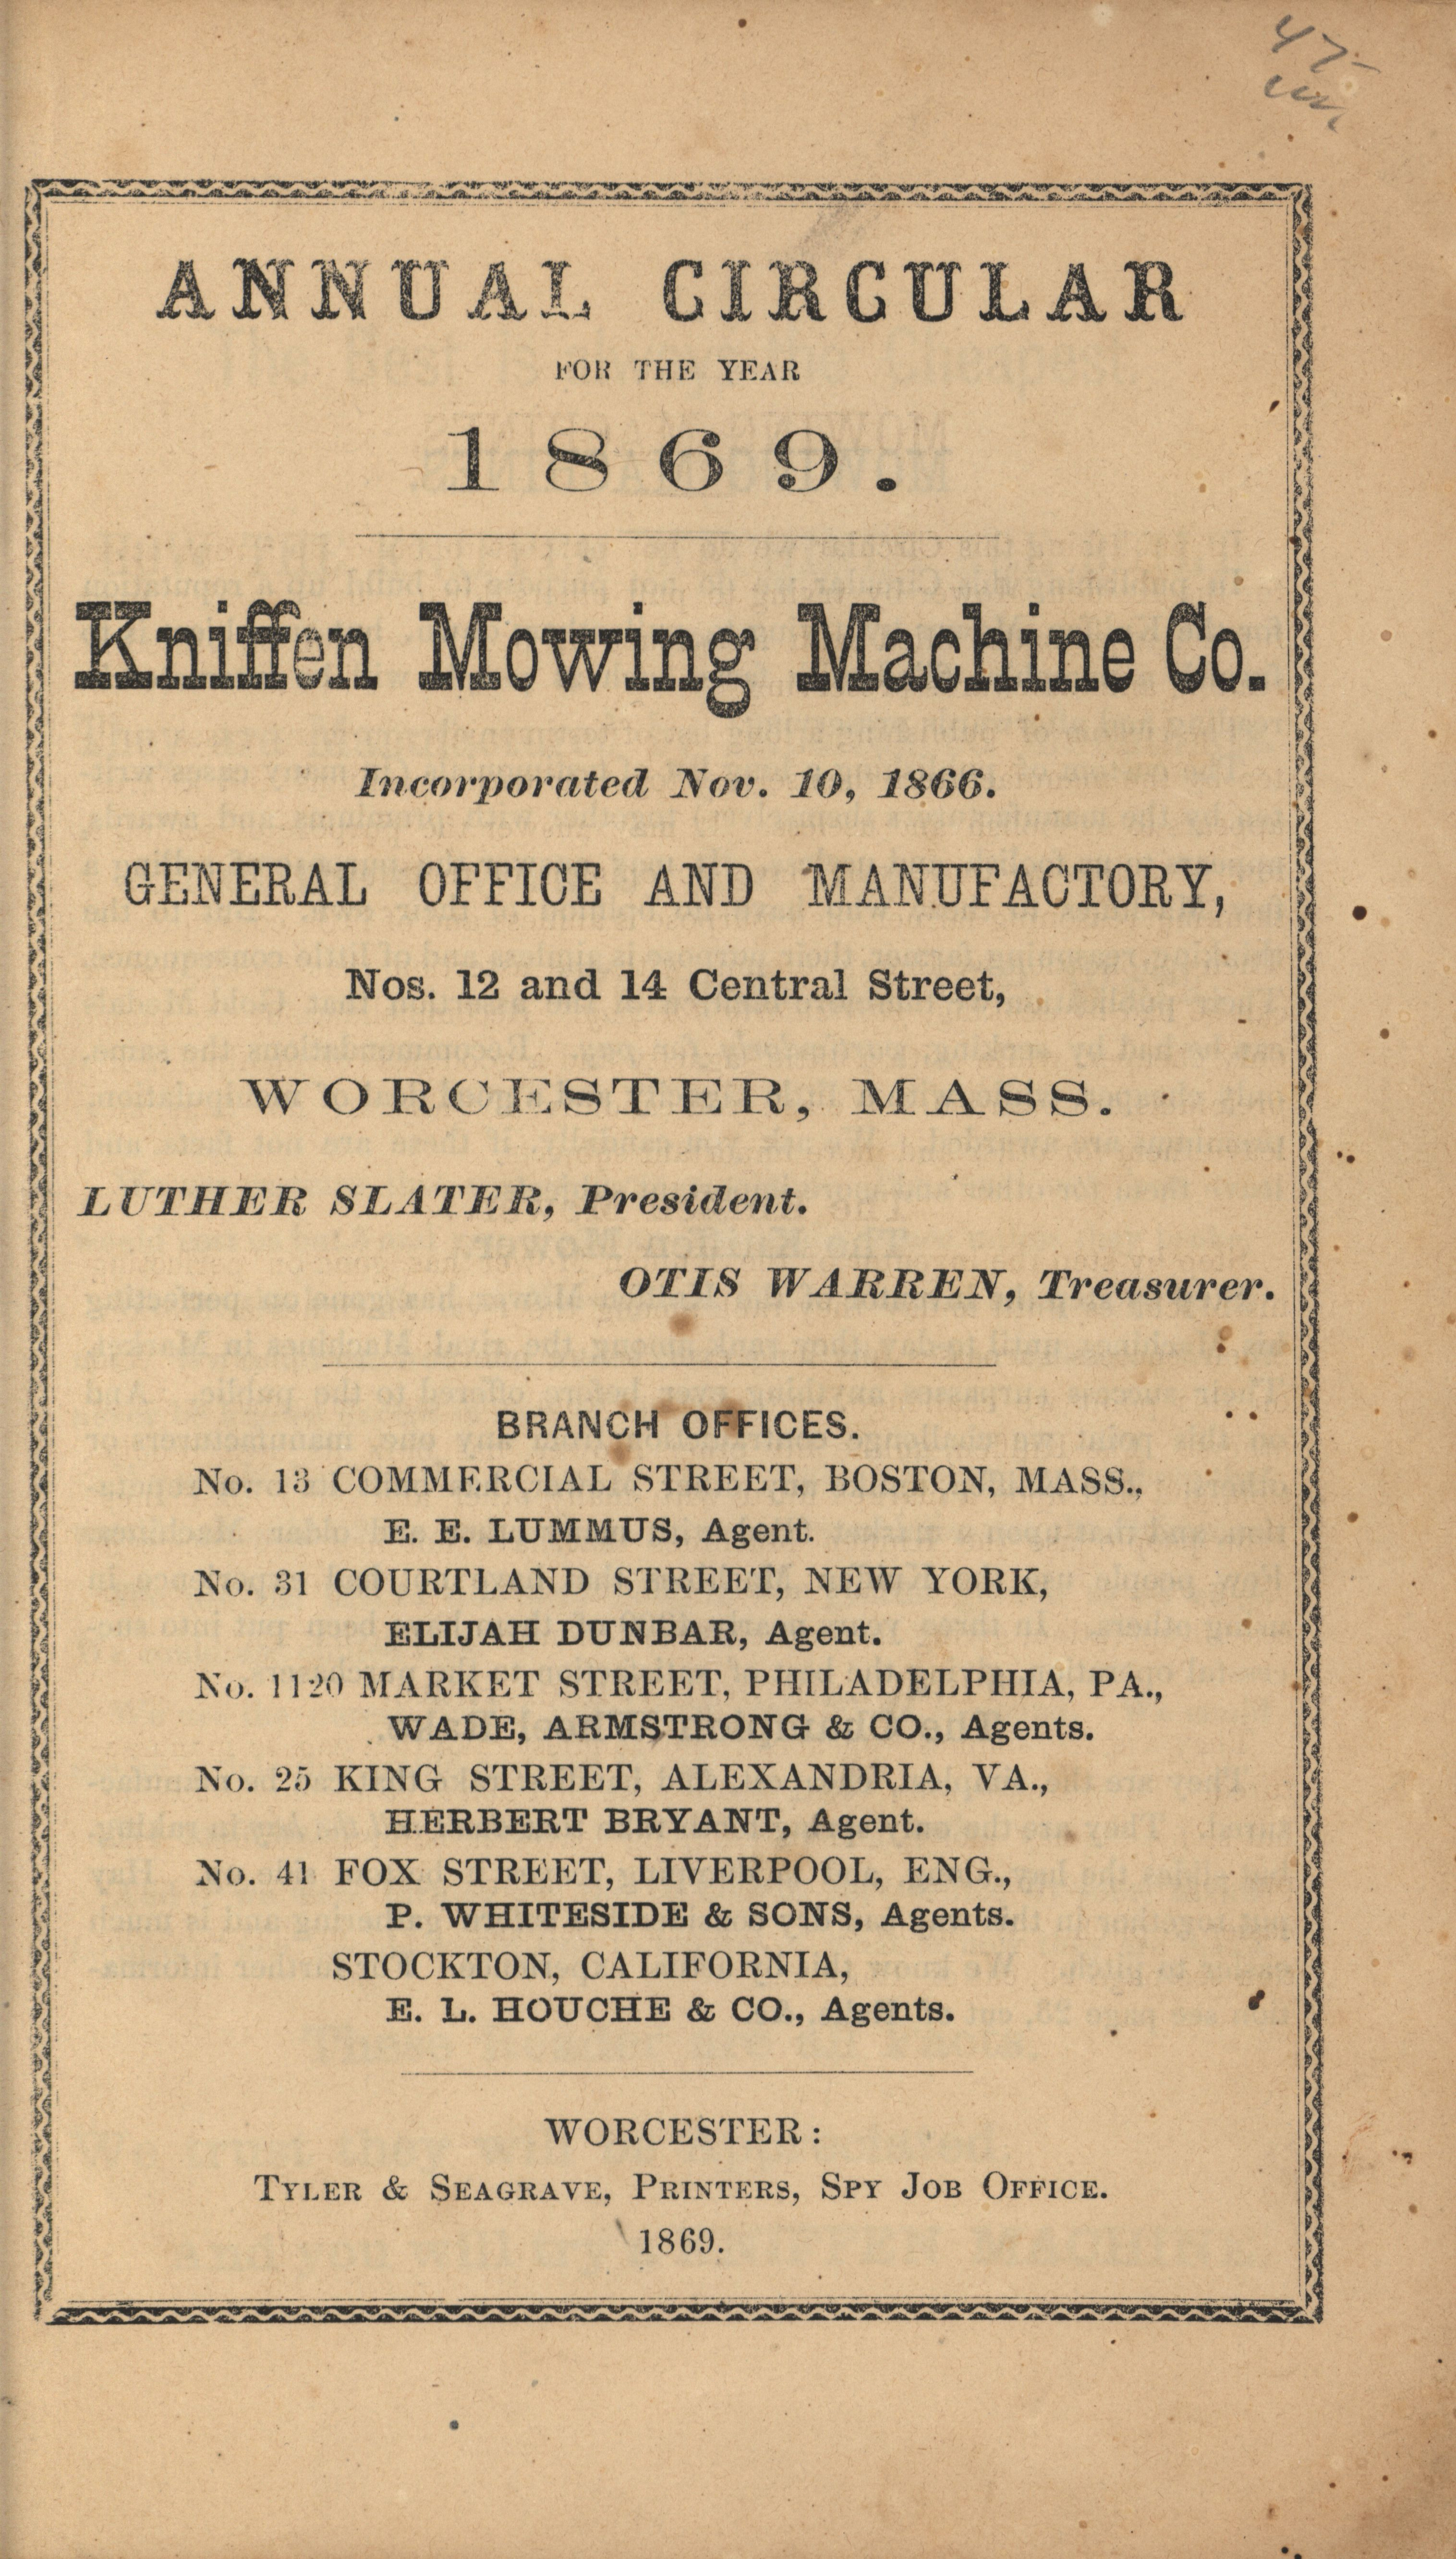 47-
ANNUAL CIRCULAR
FOR THE YEAR
1869.
Kniffen Mowing Machine Co.
Incorporated Nov. 10, 1866.
GENERAL OFFICE AND MANUFACTORY,
Nos. 12 and 14 Central Street,
WORCESTER, MASS.
LUTHER SLATER, President.
OTIS WARREN, Treasurer.
BRANCH OFFICES.
No. 13 COMMERCIAL STREET, BOSTON, MASS.,
E. E. LUMMUS, Agent.
No. 31 COURTLAND STREET, NEW YORK,
ELIJAH DUNBAR, Agent.
No. 1120 MARKET STREET, PHILADELPHIA, PA.,
WADE, ARMSTRONG & CO., Agents.
No. 25 KING STREET, ALEXANDRIA, VA.,
HERBERT BRYANT, Agent.
No. 41 FOX STREET, LIVERPOOL, ENG.,
P. WHITESIDE & SONS, Agents.
STOCKTON, CALIFORNIA,
E. L. HOUCHE & CO., Agents.
WORCESTER:
TYLER & SEAGRAVE, PRINTERS, SPY JOB OFFICE.
1869.